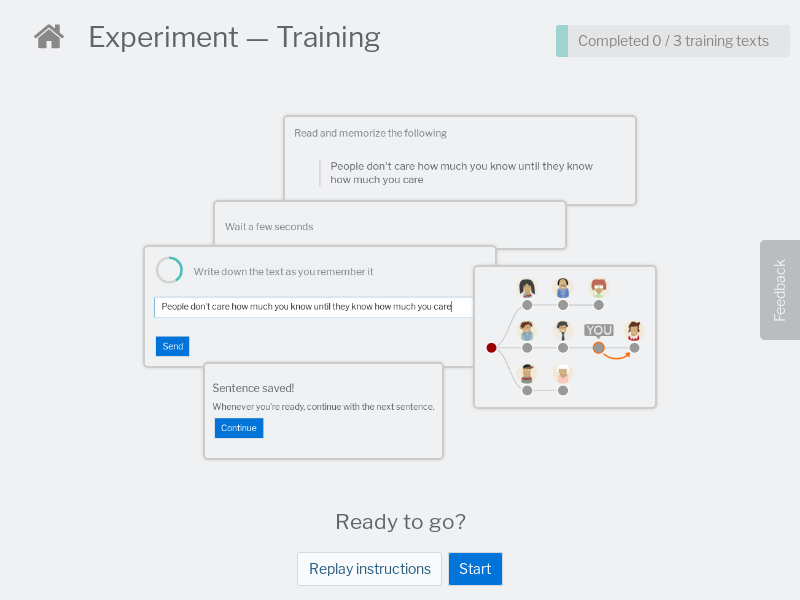 Experiment — Training
Completed 0 / 3 training texts
Read and memorize the following
People don't care how much you know until they know
how much you care
Wait a few seconds
Write down the text as you remember it
People don't care how much you know until they know how much you care
Send
YOU
Sentence saved!
Whenever you're ready, continue with the next sentence.
Continue
Feedback
Ready to go?
Replay instructions
Start